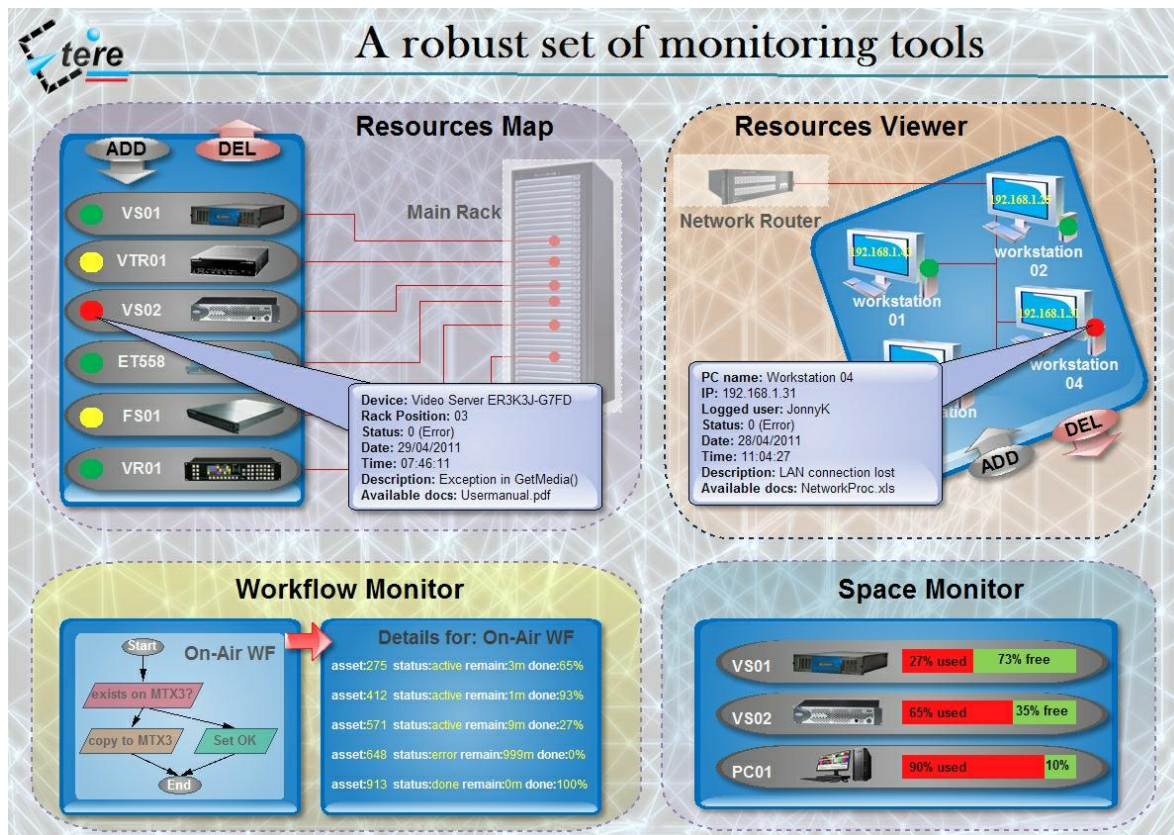 tere
A robust set of monitoring tools
Resources Map
ADD
DEL
VS01
VTR01
VS02
ET558
FS01
VR01
Main Rack
Device: Video Server ER3K3J-G7FD
Rack Position: 03
Status: 0 (Error)
Date: 29/04/2011
Time: 07:46:11
Description: Exception in GetMedia()
Available docs: Usermanual.pdf
Resources Viewer
Network Router
192.168.1.25
workstation
02
workstation
01
192.168.1.31
workstation
04
PC name: Workstation 04
IP: 192.168.1.31
Logged user: JonnyK
Status: 0 (Error)
Date: 28/04/2011
Time: 11:04:27
Description: LAN connection lost
Available docs: NetworkProc.xls
ADD
DEL
Workflow Monitor
On-Air WF
Start
exists on MTX3?
copy to MTX3
Set OK
End
Details for: On-Air WF
asset:275 status:active remain:3m done:65%
asset:412 status:active remain:1m done:93%
asset:571 status:active remain:9m done:27%
asset:648 status:error remain:999m done:0%
asset:913 status:done remain:0m done:100%
Space Monitor
VS01
27% used
73% free
VS02
65% used
35% free
PC01
90% used
10%